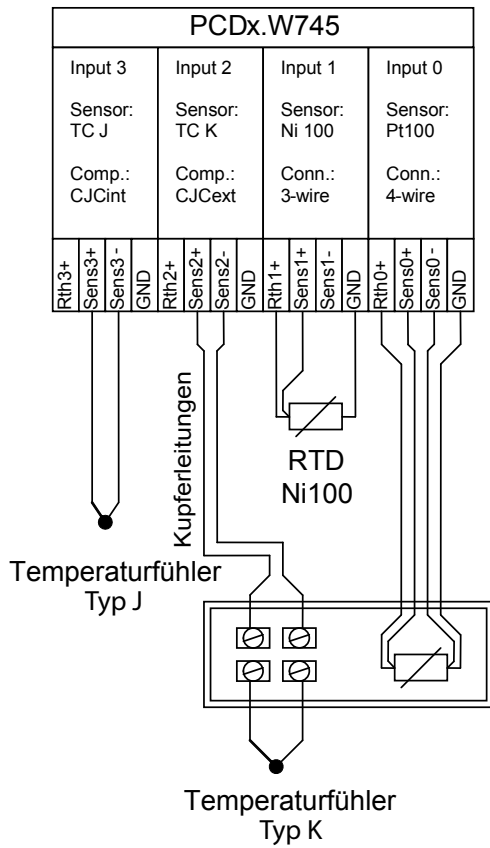 PCDx.W745
Input 3
Sensor:
TC J
Comp.:
CJCint
Input 2
Sensor:
TC K
Comp.:
CJCext
Input 1
Sensor:
Ni 100
Conn.:
3-wire
Input 0
Sensor:
Pt100
Conn.:
4-wire
Rth3+
Sens3+
Sens3 -
GND
Rth2+
Sens2+
Sens2-
GND
Rth1+
Sens1+
Sens1-
GND
Rth0+
Sens0+
Sens0 -
GND
Kupferleitungen
RTD
Ni100
Temperaturfühler
Typ J
Temperaturfühler
Typ K